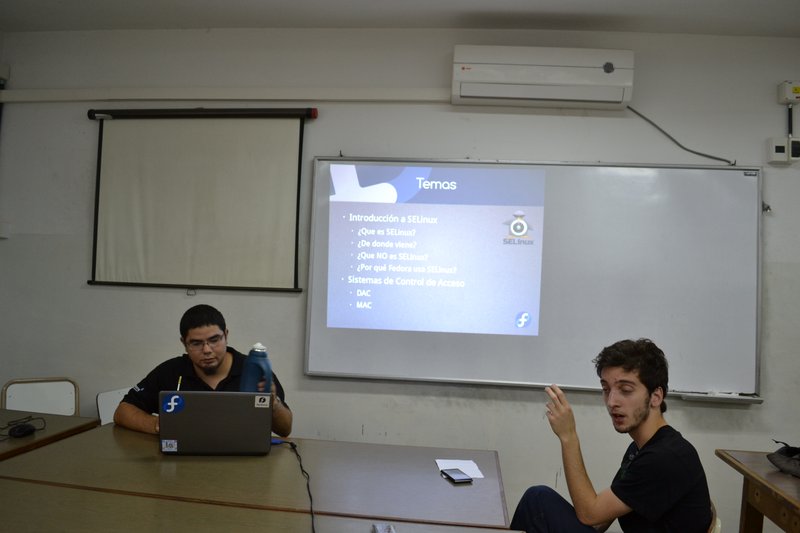 Temas
· Introducción a SELinux
· ¿Que es SELinux?
· ¿De donde viene?
· ¿Que NO es SELinux?
· ¿Por qué Fedora usa SELinux?
· Sistemas de Control de Acceso
· DAC
· MAC
SELinux